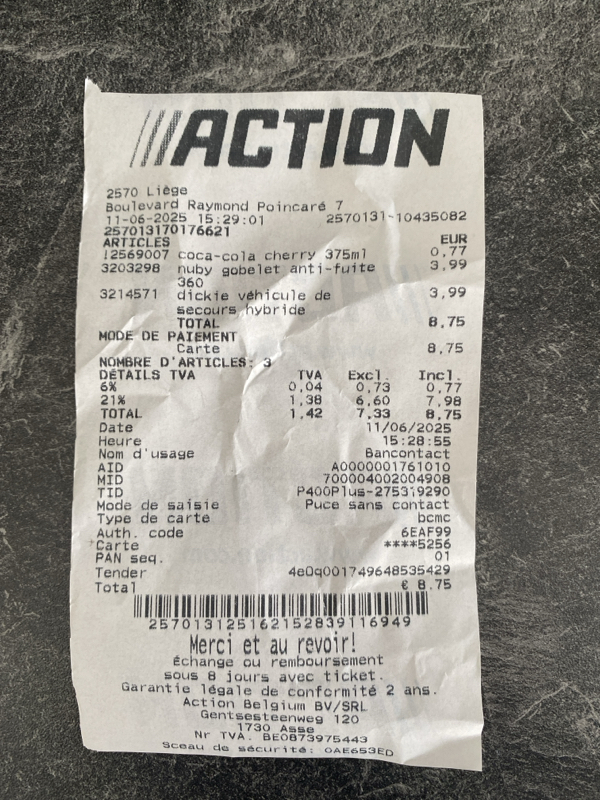 ACTION
2570 Liège
Boulevard Raymond Poincaré 7
11-06-2025 15:29:01 2570131-10435082
257013170176621
ARTICLES EUR
12569007 coca-cola cherry 375ml 0,77
3203298 nuby gobelet anti-fuite 3,99
360
3214571 dickie véhicule de 3,99
secours hybride
TOTAL 8,75
MODE DE PAIEMENT
Carte 8,75
NOMBRE D'ARTICLES: 3
DÉTAILS TVA TVA Excl. Incl.
6% 0,04 0,73 0,77
21% 1,38 6,60 7,98
TOTAL 1,42 7,33 8,75
Date 11/06/2025
Heure 15:28:55
Nom d'usage Bancontact
AID A0000001761010
MID 700004002004908
TID P400Plus-275319290
Mode de saisie Puce sans contact
Type de carte bcmc
Auth. code 6EAF99
Carte ****5256
PAN seq. 01
Tender 4e0q001749648535429
Total € 8.75
257013125162152839116949
Merci et au revoir!
Échange ou remboursement
sous 8 jours avec ticket.
Garantie légale de conformité 2 ans.
Action Belgium BV/SRL
Gentsesteenweg 120
1730 Asse
Nr TVA. BE0873975443
Sceau de sécurité: 0AE653ED